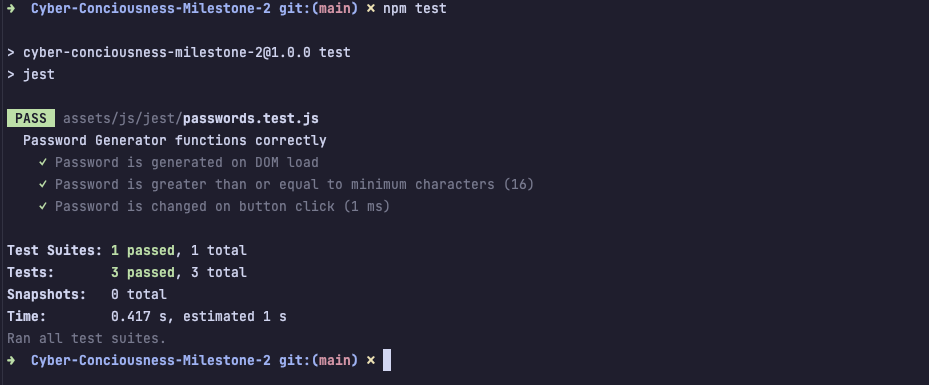 ➜ Cyber-Conciousness-Milestone-2 git:(main) ✗ npm test
> cyber-conciousness-milestone-2@1.0.0 test
> jest
PASS assets/js/jest/passwords.test.js
Password Generator functions correctly
✓ Password is generated on DOM load
✓ Password is greater than or equal to minimum characters (16)
✓ Password is changed on button click (1 ms)
Test Suites: 1 passed, 1 total
Tests: 3 passed, 3 total
Snapshots: 0 total
Time: 0.417 s, estimated 1 s
Ran all test suites.
➜ Cyber-Conciousness-Milestone-2 git:(main) ✗